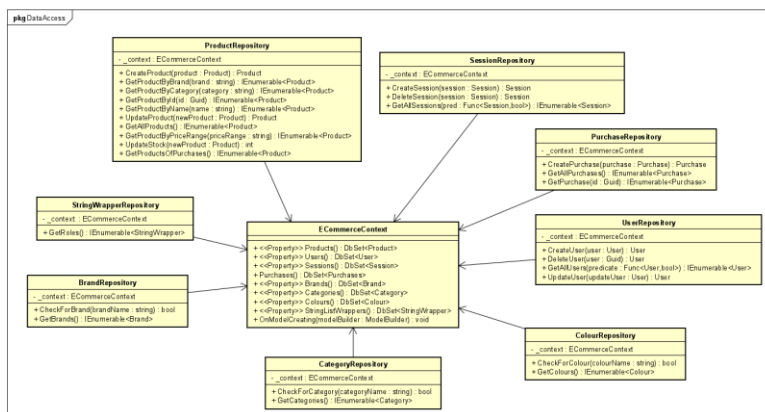 pkg DataAccess
ProductRepository
- _context : ECommerceContext
+ CreateProduct(product : Product) : Product
+ GetProductByBrand(brand : string) : IEnumerable<Product>
+ GetProductByCategory(category : string) : IEnumerable<Product>
+ GetProductById(id : Guid) : IEnumerable<Product>
+ GetProductByName(name : string) : IEnumerable<Product>
+ UpdateProduct(newProduct : Product) : Product
+ GetAllProducts() : IEnumerable<Product>
+ GetProductByPriceRange(priceRange : string) : IEnumerable<Product>
+ UpdateStock(newProduct : Product) : int
+ GetProductsOfPurchases() : IEnumerable<Product>
SessionRepository
- _context : ECommerceContext
+ CreateSession(session : Session) : Session
+ DeleteSession(session : Session) : Session
+ GetAllSessions(pred : Func<Session,bool>) : IEnumerable<Session>
PurchaseRepository
- _context : ECommerceContext
+ CreatePurchase(purchase : Purchase) : Purchase
+ GetAllPurchases() : IEnumerable<Purchase>
+ GetPurchase(id : Guid) : IEnumerable<Purchase>
StringWrapperRepository
- _context : ECommerceContext
+ GetRoles() : IEnumerable<StringWrapper>
ECommerceContext
+ <<Property>> Products() : DbSet<Product>
+ <<Property>> Users() : DbSet<User>
+ <<Property>> Sessions() : DbSet<Session>
+ Purchases() : DbSet<Purchases>
+ <<Property>> Brands() : DbSet<Brand>
+ <<Property>> Categories() : DbSet<Category>
+ <<Property>> Colours() : DbSet<Colour>
+ <<Property>> StringListWrappers() : DbSet<StringWrapper>
+ OnModelCreating(modelBuilder : ModelBuilder) : void
UserRepository
- _context : ECommerceContext
+ CreateUser(user : User) : User
+ DeleteUser(user : Guid) : User
+ GetAllUsers(predicate : Func<User,bool>) : IEnumerable<User>
+ UpdateUser(updateUser : User) : User
BrandRepository
- _context : ECommerceContext
+ CheckForBrand(brandName : string) : bool
+ GetBrands() : IEnumerable<Brand>
ColourRepository
- _context : ECommerceContext
+ CheckForColour(colourName : string) : bool
+ GetColours() : IEnumerable<Colour>
CategoryRepository
- _context : ECommerceContext
+ CheckForCategory(categoryName : string) : bool
+ GetCategories() : IEnumerable<Category>